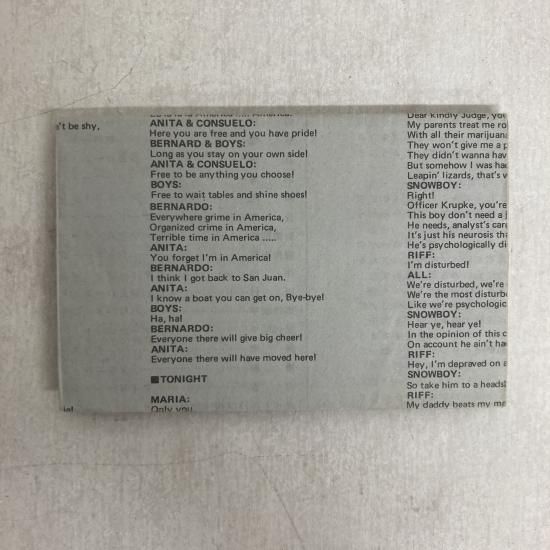 n't be shy,
ial
ANITA & CONSUELO:
Here you are free and you have pride!
BERNARD & BOYS:
Long as you stay on your own side!
ANITA & CONSUELO:
Free to be anything you choose!
BOYS:
Free to wait tables and shine shoes!
BERNARDO:
Everywhere grime in America,
Organized crime in America,
Terrible time in America .....
ANITA:
You forget I'm in America!
BERNARDO:
I think I got back to San Juan.
ANITA:
I know a boat you can get on, Bye-bye!
BOYS:
Ha, ha!
BERNARDO:
Everyone there will give big cheer!
ANITA:
Everyone there will have moved here!
■TONIGHT
MARIA:
Only you
Dear kindly Judge, yo
My parents treat me ro
With all their marijuan
They won't give me a p
They didn't wanna hav
But somehow I was ha
Leapin' lizards, that's w
SNOWBOY:
Right!
Officer Krupke, you're
This boy don't need a j
He needs, analyst's car
It's just his neurosis th
He's psychologically di
RIFF:
I'm disturbed!
ALL:
We're disturbed, we're
We're the most disturb
Like we're psychologic
SNOWBOY:
Hear ye, hear ye!
In the opinion of this c
On account he ain't ha
RIFF:
Hey, I'm depraved on a
SNOWBOY:
So take him to a heads
RIFF:
My daddy beats my m